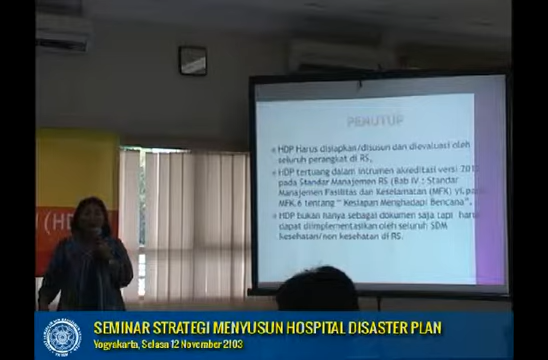 (HD
PENUTUP
HDP Harus disiapkan/disusun dan dievaluasi oleh
seluruh perangkat di RS.
HDP tertuang dalam instrumen akreditasi versi
pada Standar Manajemen RS (Bab IV : Standar
Manajemen Fasilitas dan Keselamatan (MFK)
MFK.6 tentang " Kesiapan Menghadapi Bencana".
HDP bukan hanya sebagai dokumen saja tapi harus
dapat diimplementasikan oleh seluruh SDM
kesehatan/non kesehatan di RS.
SEMINAR STRATEGI MENYUSUN HOSPITAL DISASTER PLAN
Yogyakarta, Selasa 12 November 2103